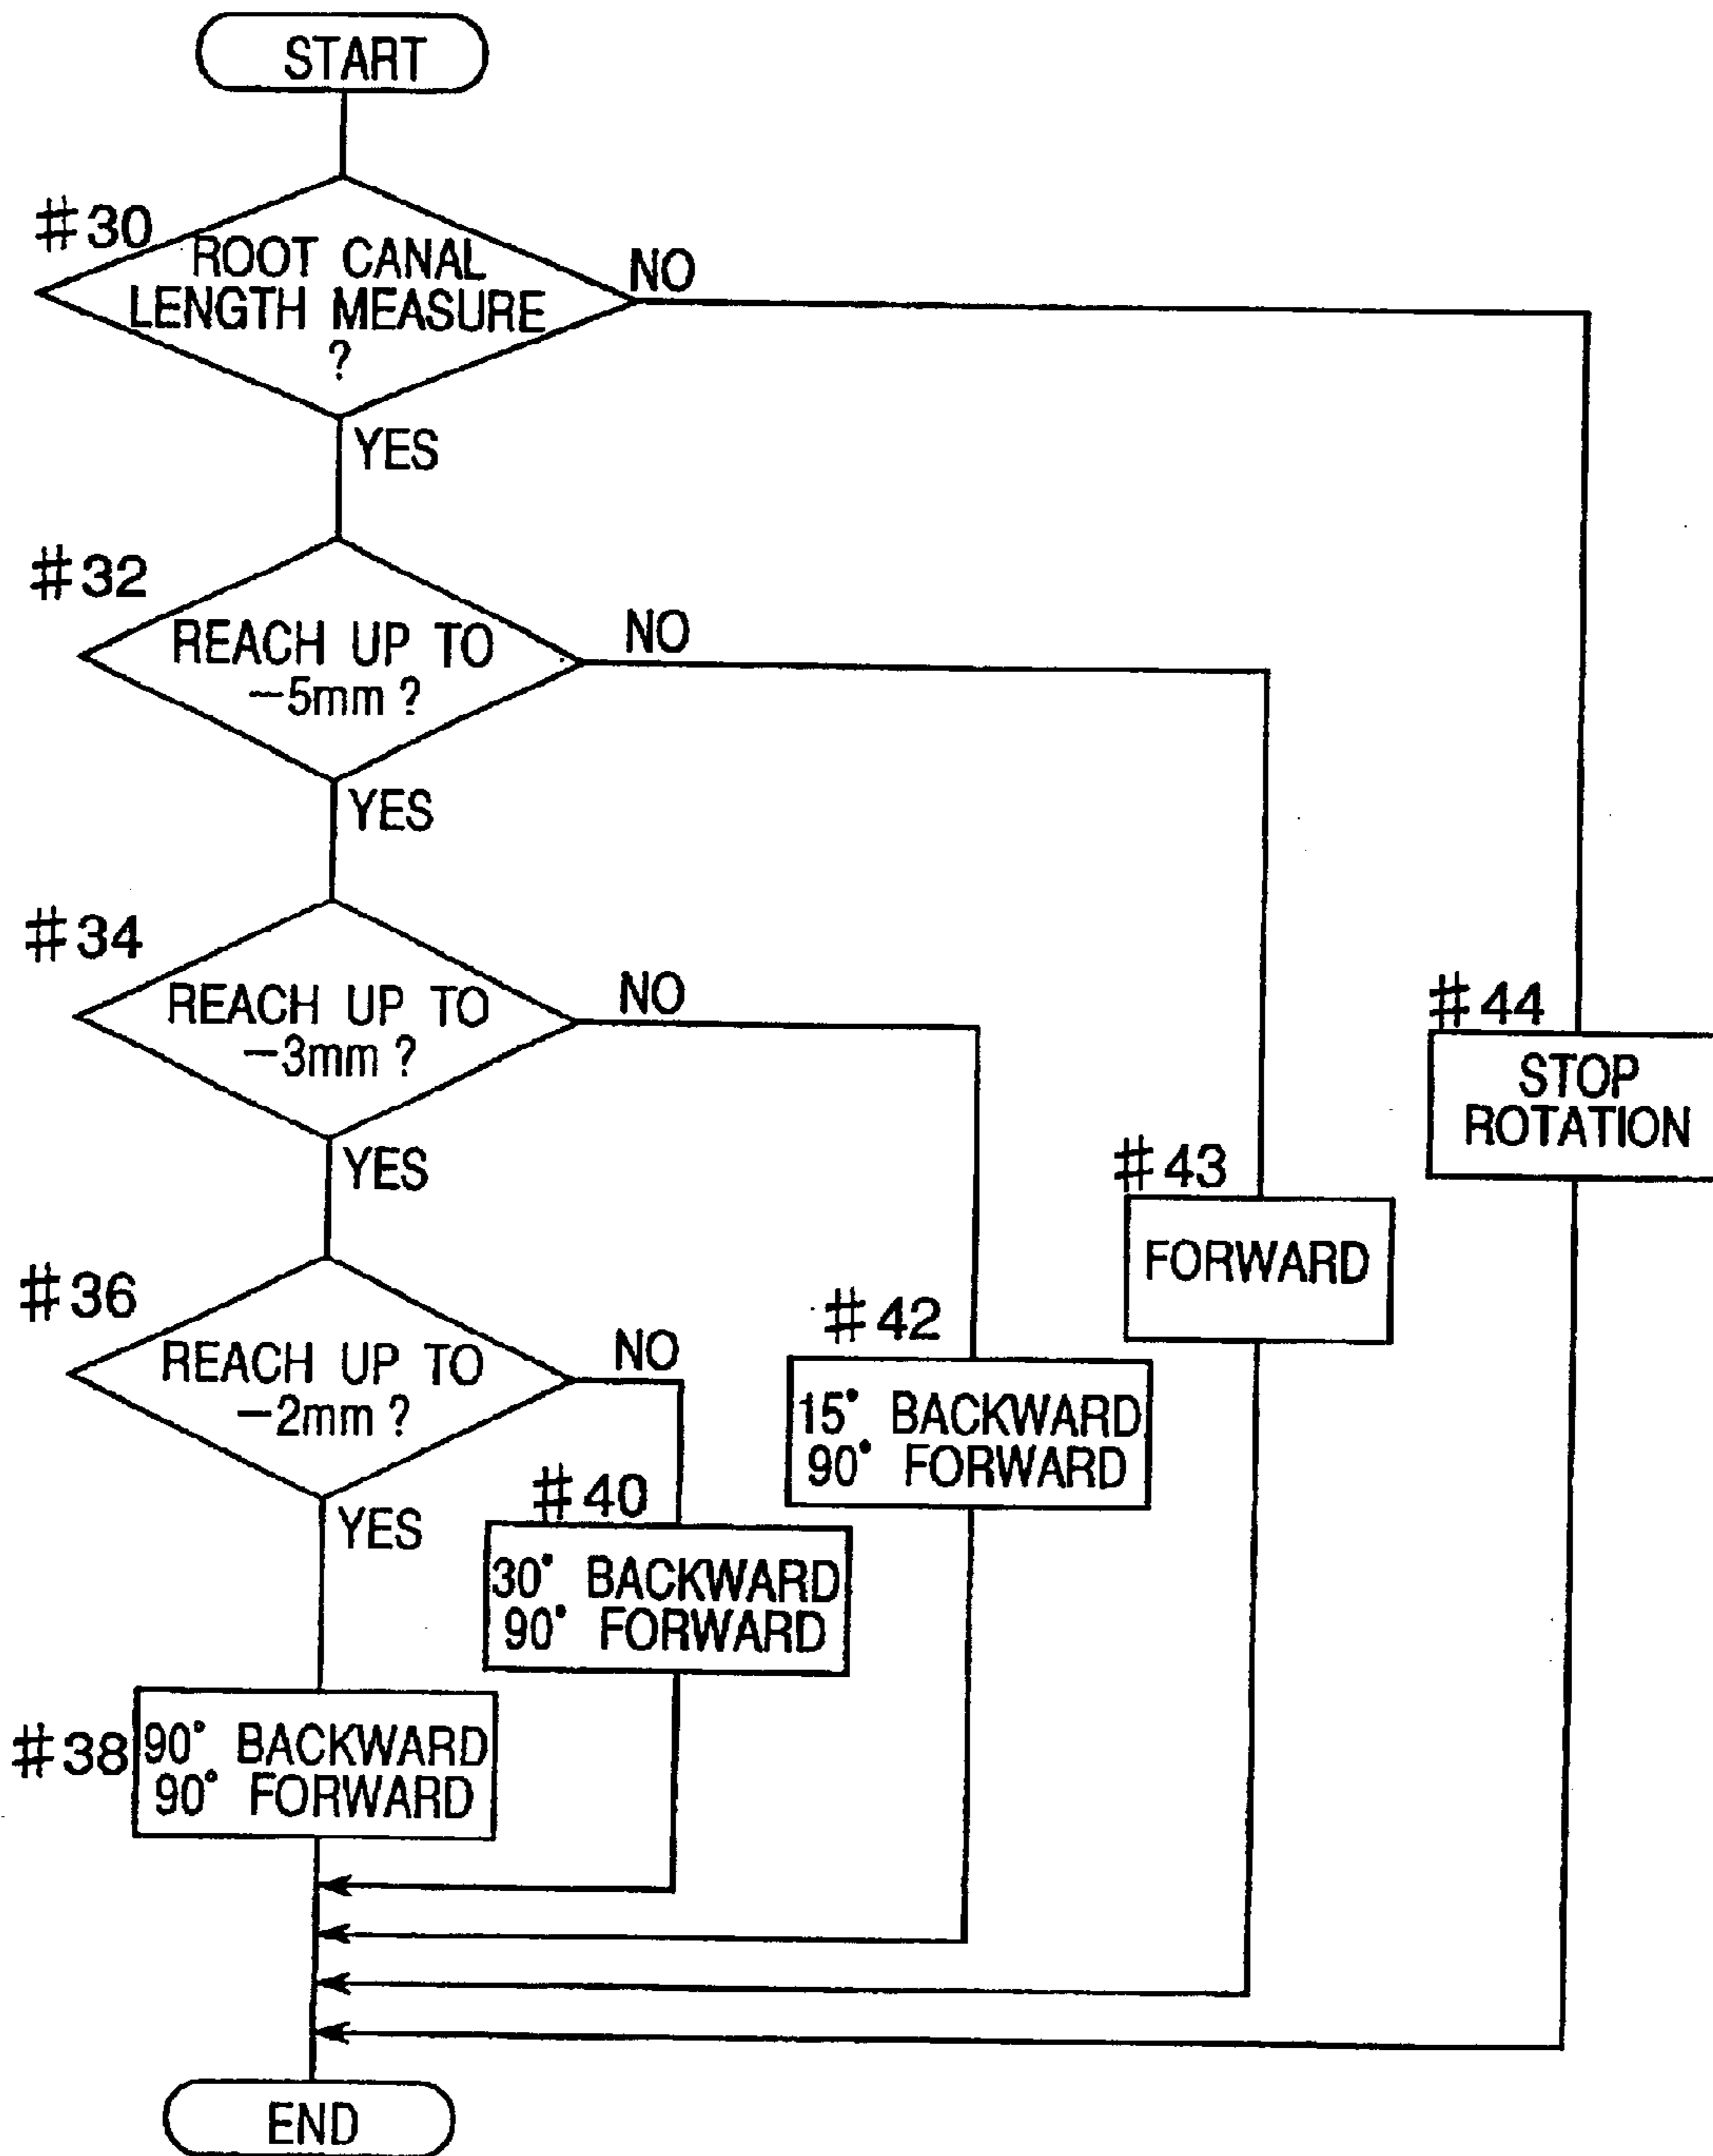 START
#30
ROOT CANAL
LENGTH MEASURE
?
NO
YES
#32
REACH UP TO
−5mm ?
NO
YES
#34
REACH UP TO
−3mm ?
NO
YES
#36
REACH UP TO
−2mm ?
NO
YES
#44
STOP
ROTATION
#43
FORWARD
#42
15° BACKWARD
90° FORWARD
#40
30° BACKWARD
90° FORWARD
#38
90° BACKWARD
90° FORWARD
END